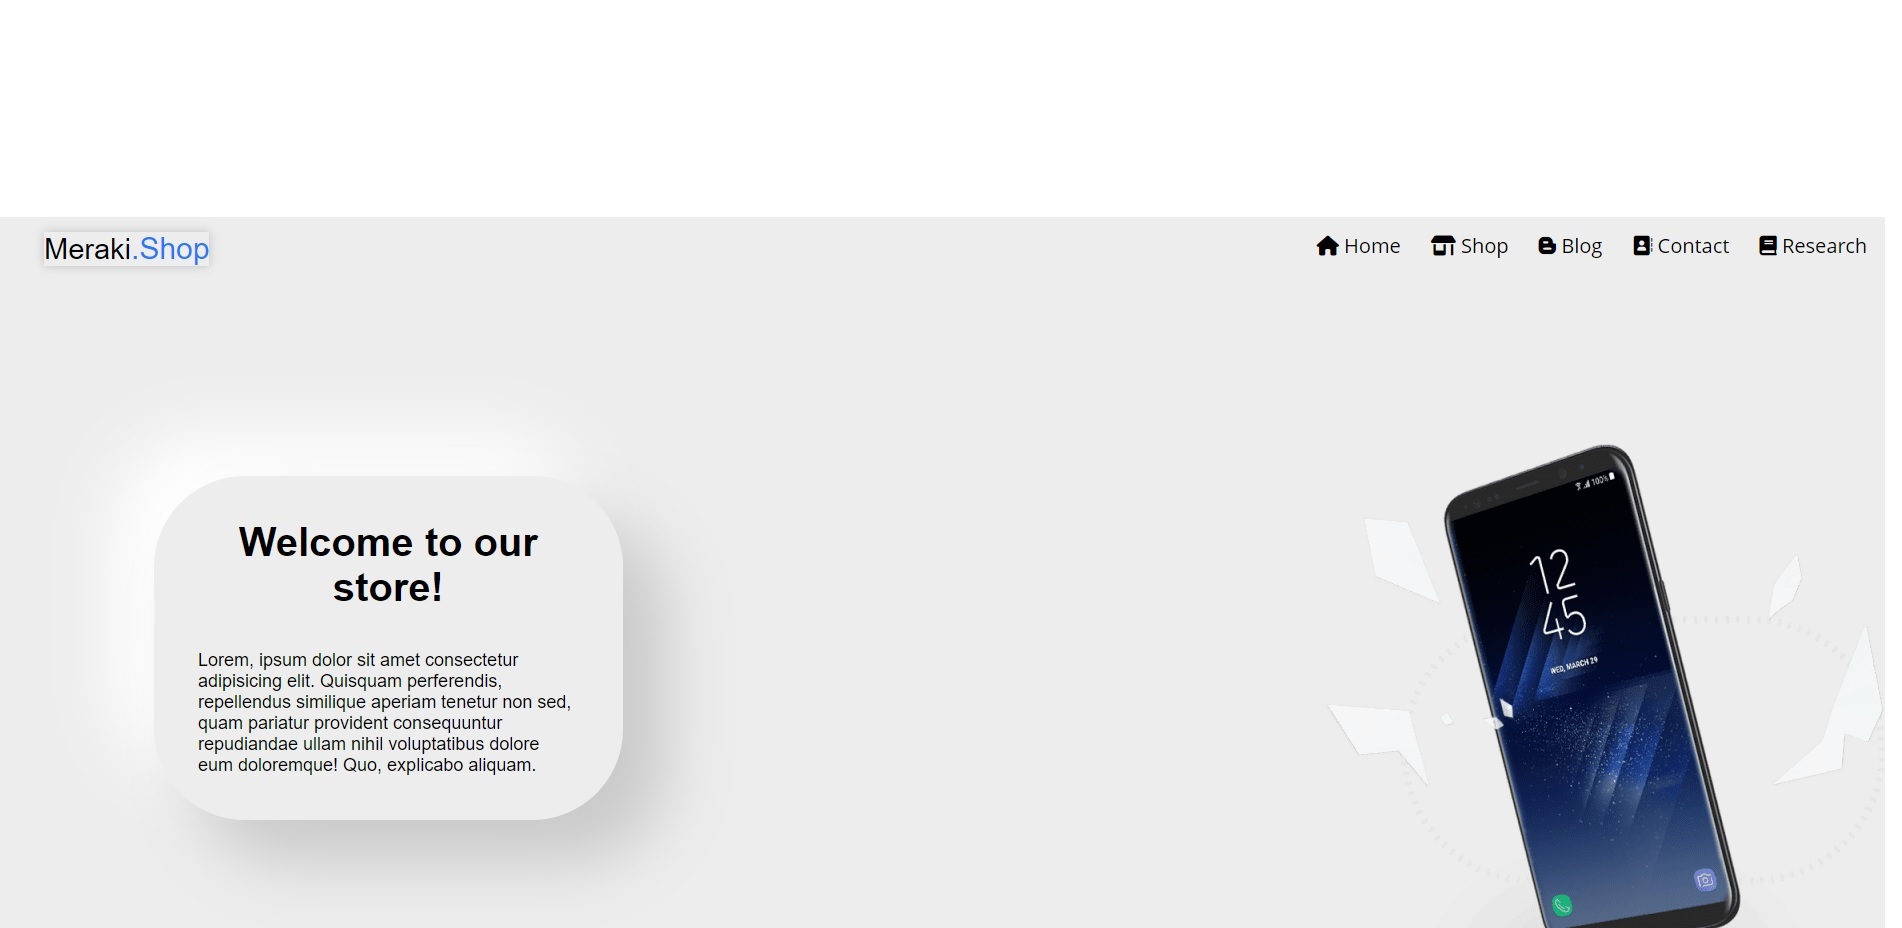 Meraki.Shop
Home Shop Blog Contact Research
Welcome to our
store!
Lorem, ipsum dolor sit amet consectetur
adipisicing elit. Quisquam perferendis,
repellendus similique aperiam tenetur non sed,
quam pariatur provident consequuntur
repudiandae ullam nihil voluptatibus dolore
eum doloremque! Quo, explicabo aliquam.
100%
12
45
WED, MARCH 29